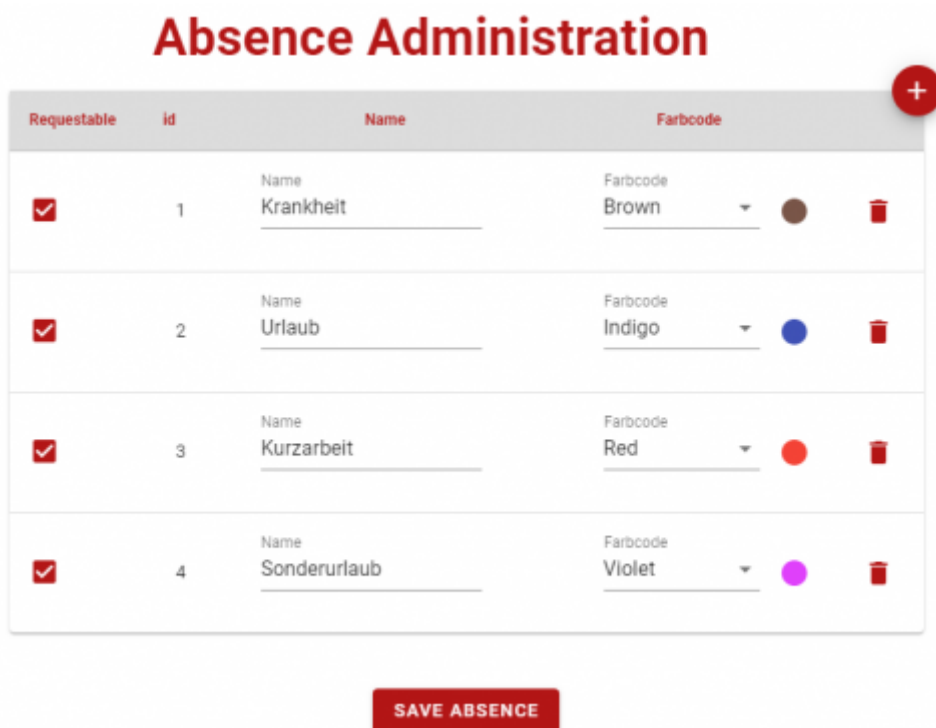 Absence Administration
+
Requestable id Name Farbcode
Name Farbcode
1 Krankheit Brown
Name Farbcode
2 Urlaub Indigo
Name Farbcode
3 Kurzarbeit Red
Name Farbcode
4 Sonderurlaub Violet
SAVE ABSENCE